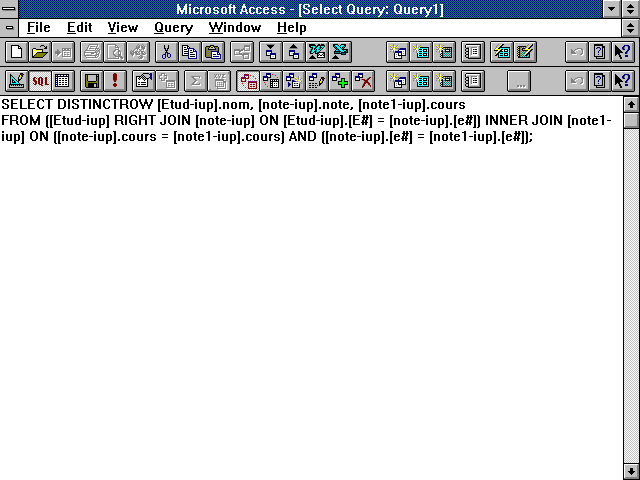 Microsoft Access - [Select Query: Query1]
File Edit View Query Window Help
SQL
SELECT DISTINCTROW [Etud-iup].nom, [note-iup].note, [note1-iup].cours
FROM ([Etud-iup] RIGHT JOIN [note-iup] ON [Etud-iup].[E#] = [note-iup].[e#]) INNER JOIN [note1-
iup] ON ([note-iup].cours = [note1-iup].cours) AND ([note-iup].[e#] = [note1-iup].[e#]);